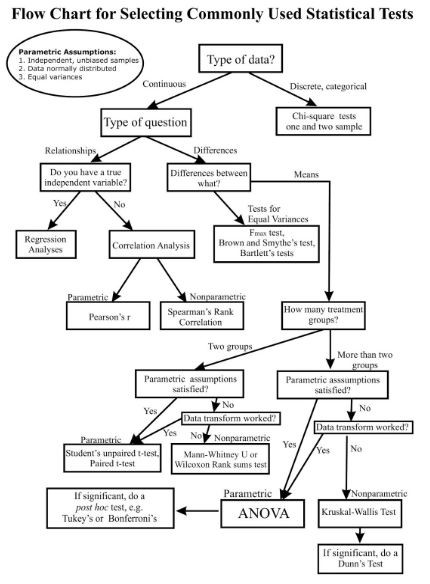 Flow Chart for Selecting Commonly Used Statistical Tests
Parametric Assumptions:
1. Independent, unbiased samples
2. Data normally distributed
3. Equal variances
Type of data?
Continuous
Discrete, categorical
Type of question
Chi-square tests
one and two sample
Relationships
Differences
Do you have a true
independent variable?
Differences between
what?
Means
Yes
No
Tests for
Equal Variances
Regression
Analyses
Correlation Analysis
Fmax test,
Brown and Smythe's test,
Bartlett's tests
Parametric
Nonparametric
Pearson's r
Spearman's Rank
Correlation
How many treatment
groups?
Two groups
More than two
groups
Parametric assumptions
satisfied?
Parametric asssumptions
satisfied?
Yes
No
No
Data transform worked?
Data transform worked?
Parametric
Yes
No
Nonparametric
Yes
Yes
No
Student's unpaired t-test,
Paired t-test
Mann-Whitney U or
Wilcoxon Rank sums test
If significant, do a
post hoc test, e.g.
Tukey's or Bonferroni's
Parametric
ANOVA
Nonparametric
Kruskal-Wallis Test
If significant, do a
Dunn's Test